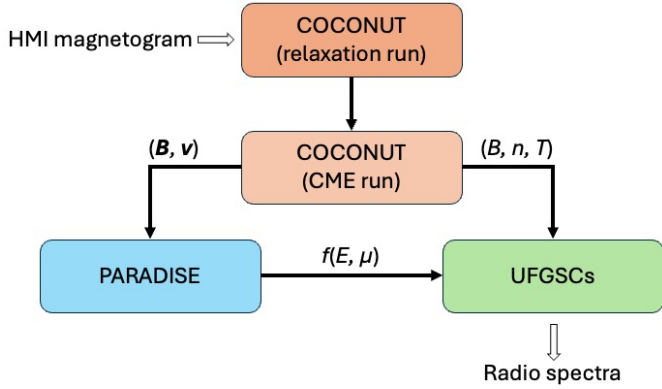 HMI magnetogram
COCONUT
(relaxation run)
(B, v)
COCONUT
(CME run)
(B, n, T)
PARADISE
f(E, μ)
UFGSCs
Radio spectra